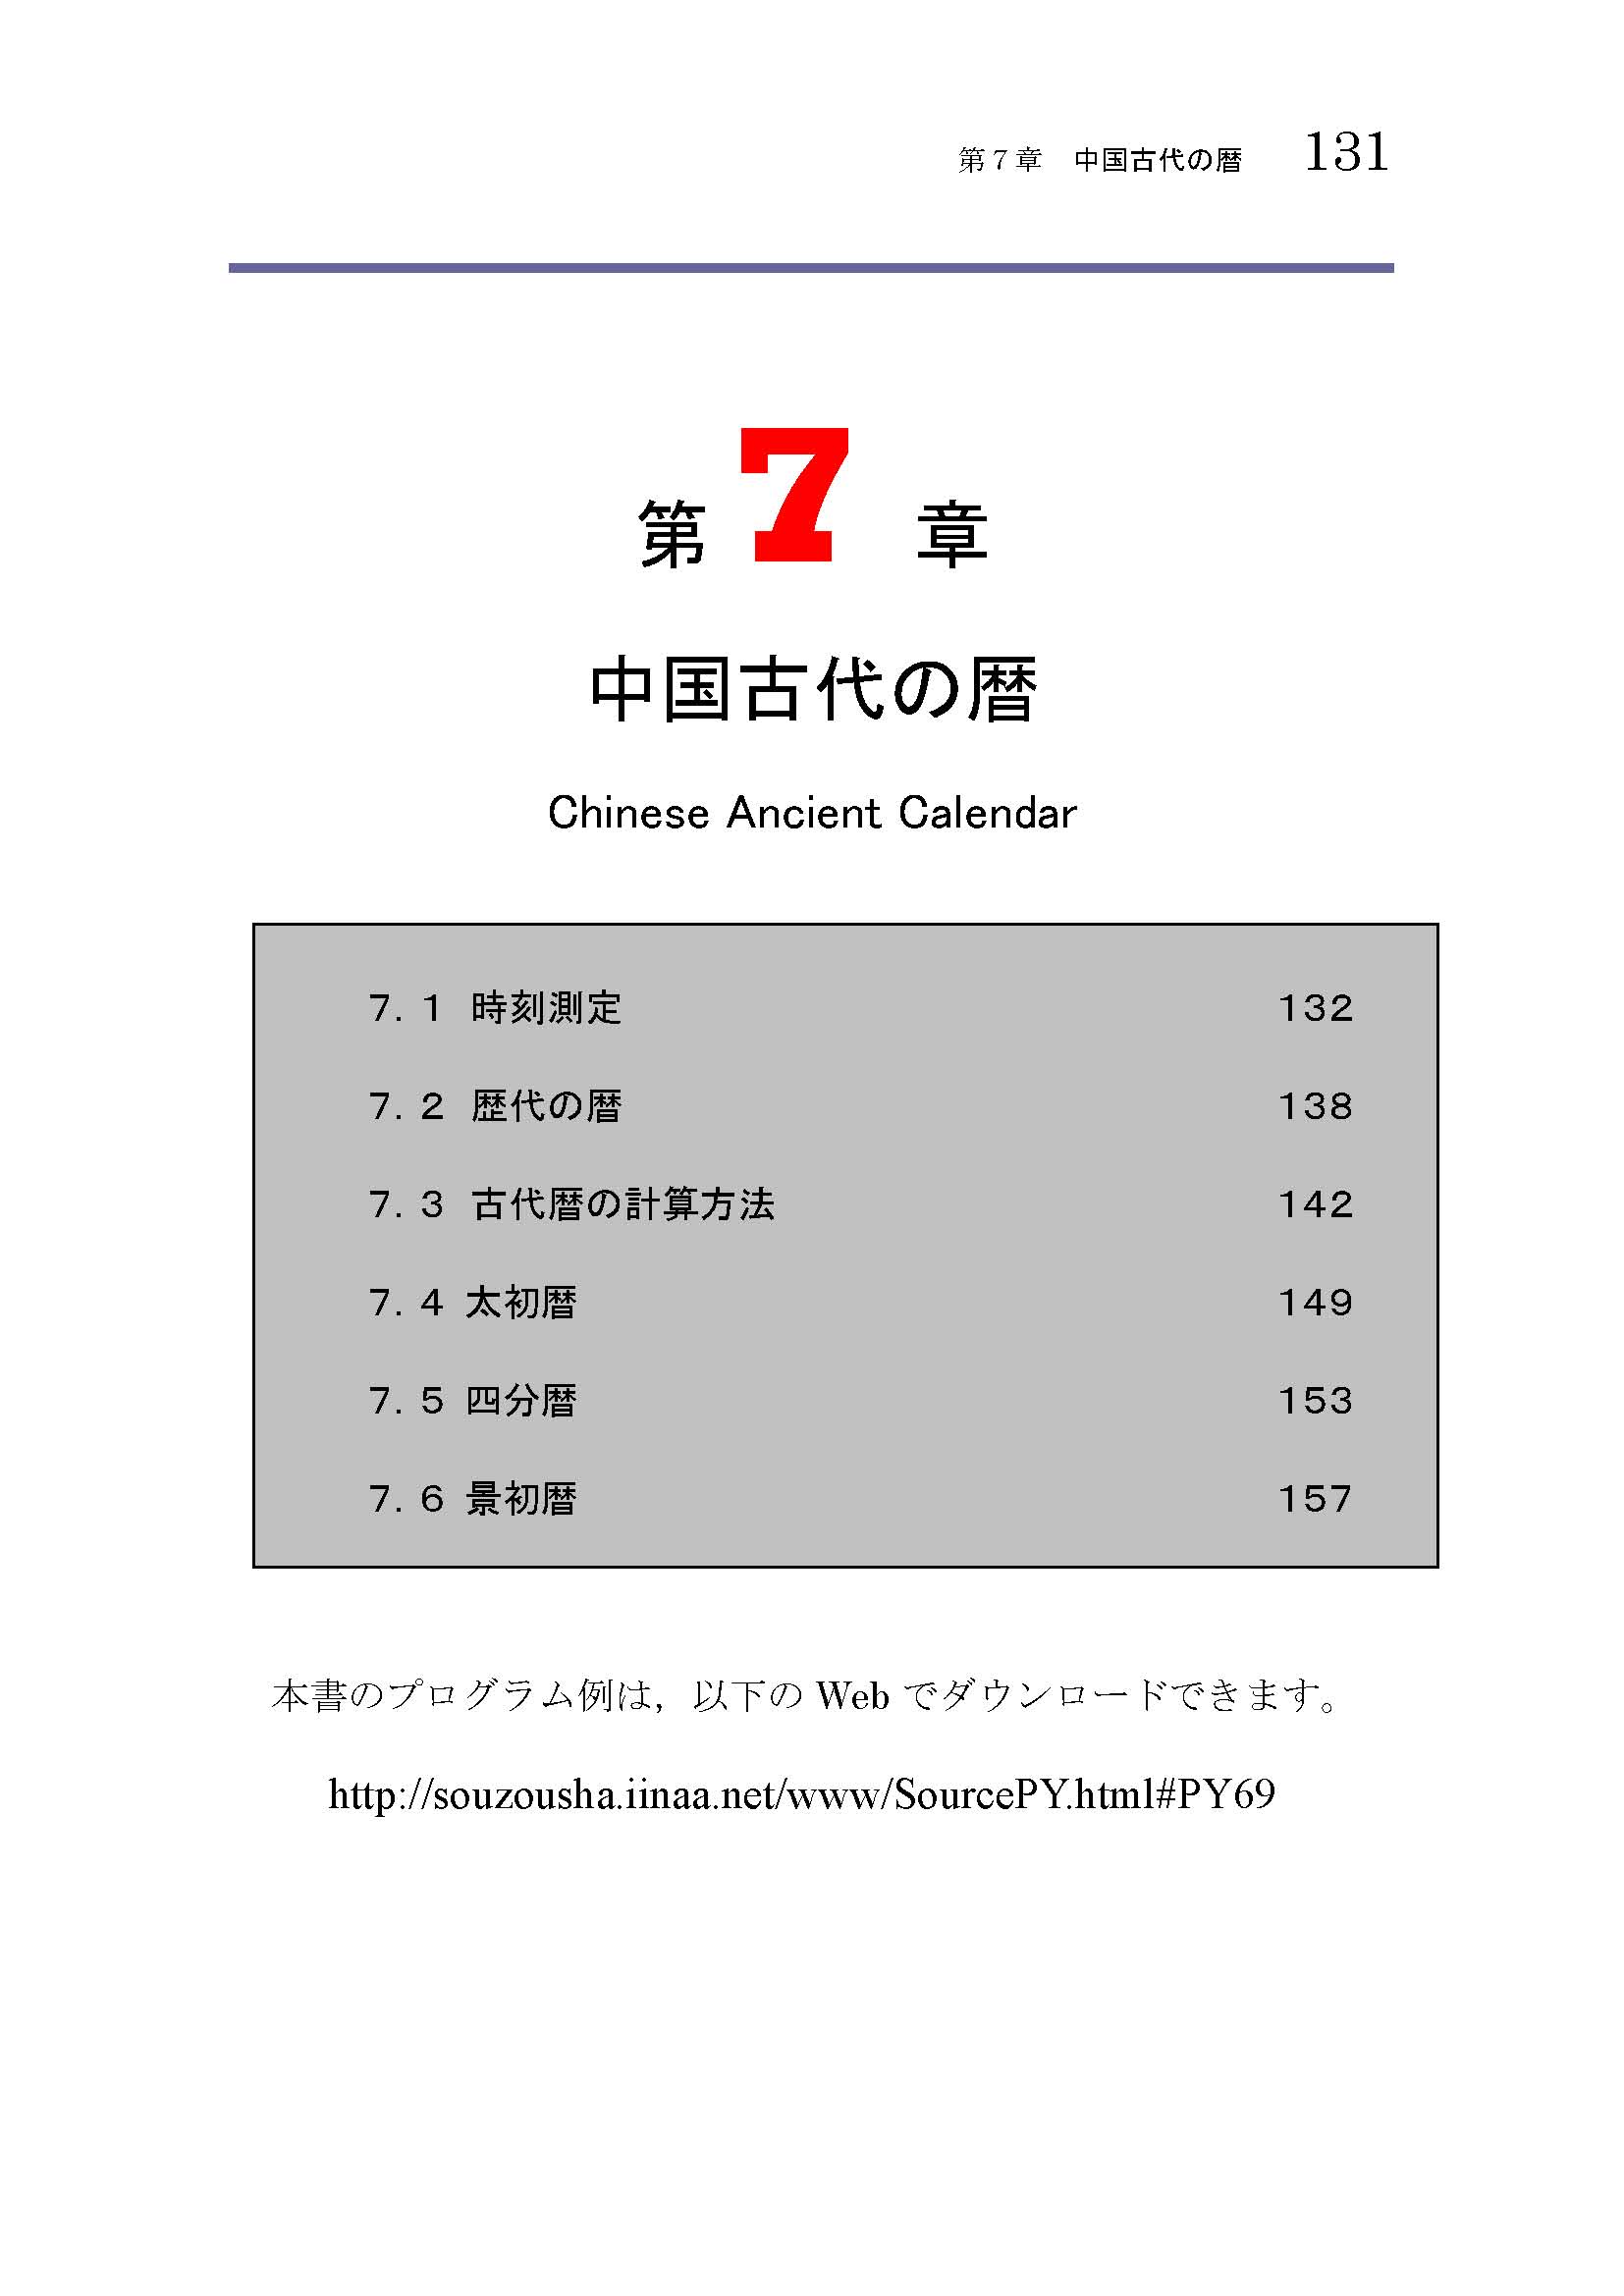 第7章　中国古代の暦　131
第 7 章
中国古代の暦
Chinese Ancient Calendar
7. 1 時刻測定 132
7. 2 歴代の暦 138
7. 3 古代暦の計算方法 142
7. 4 太初暦 149
7. 5 四分暦 153
7. 6 景初暦 157
本書のプログラム例は，以下の Web でダウンロードできます。
http://souzousha.iinaa.net/www/SourcePY.html#PY69